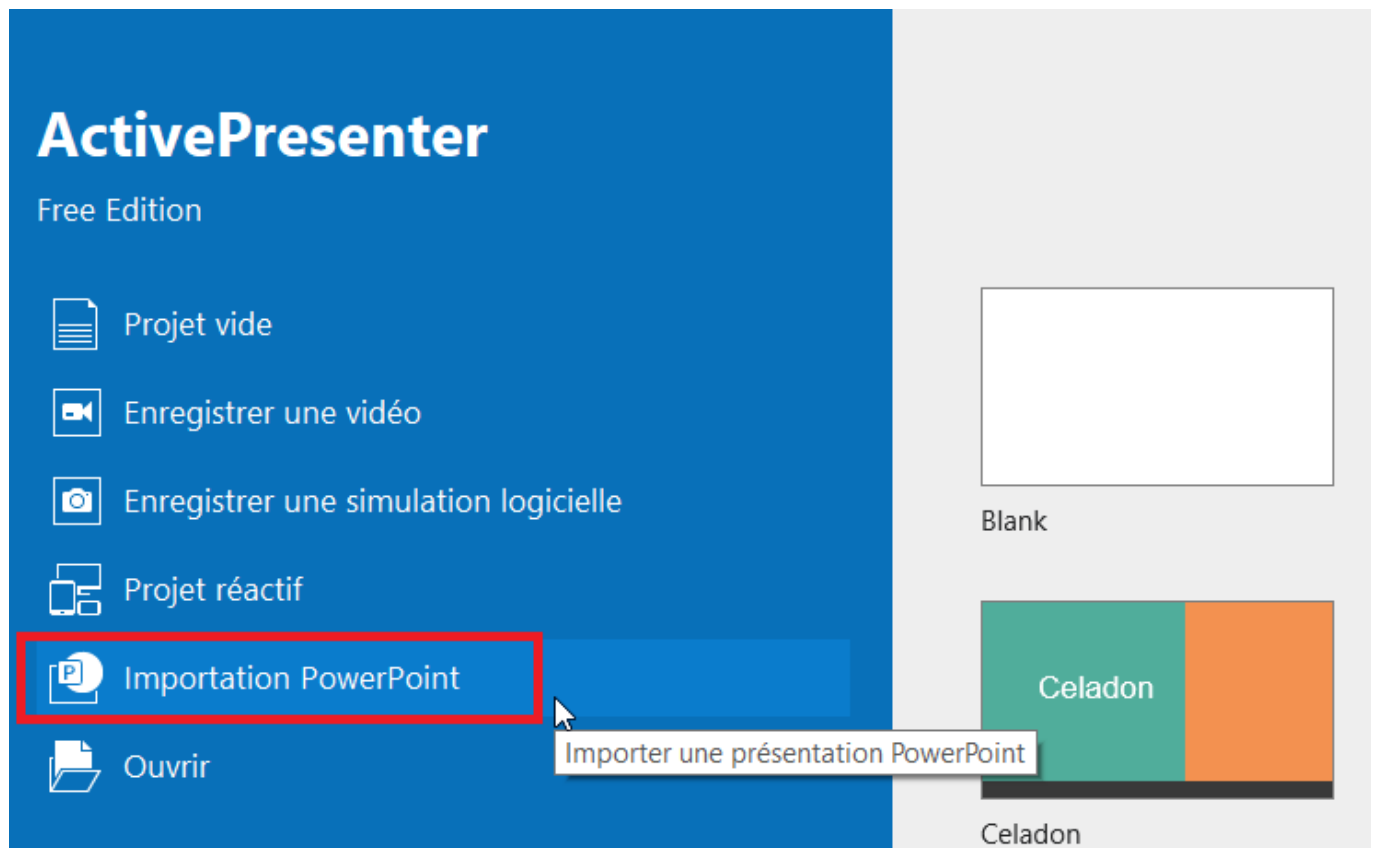 ActivePresenter
Free Edition
Projet vide
Enregistrer une vidéo
Enregistrer une simulation logicielle
Projet réactif
P
Importation PowerPoint
Importer une présentation PowerPoint
Ouvrir
Blank
Celadon
Celadon